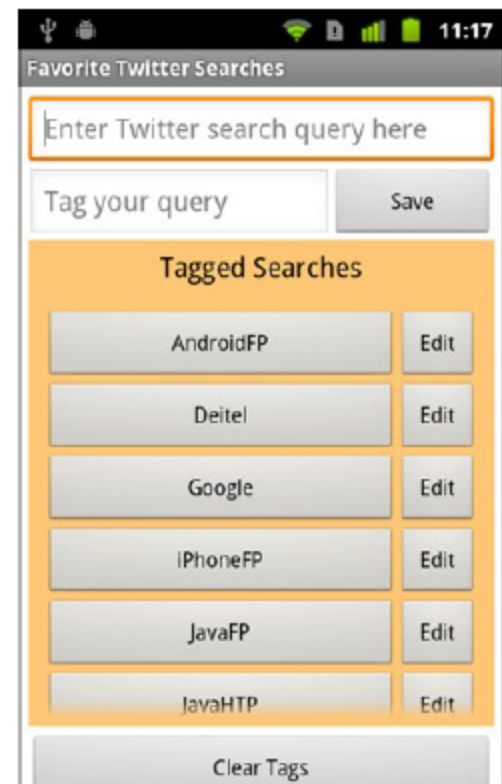 11:17
Favorite Twitter Searches
Enter Twitter search query here
Tag your query
Save
Tagged Searches
AndroidFP
Edit
Deitel
Edit
Google
Edit
iPhoneFP
Edit
JavaFP
Edit
JavaHTP
Edit
Clear Tags